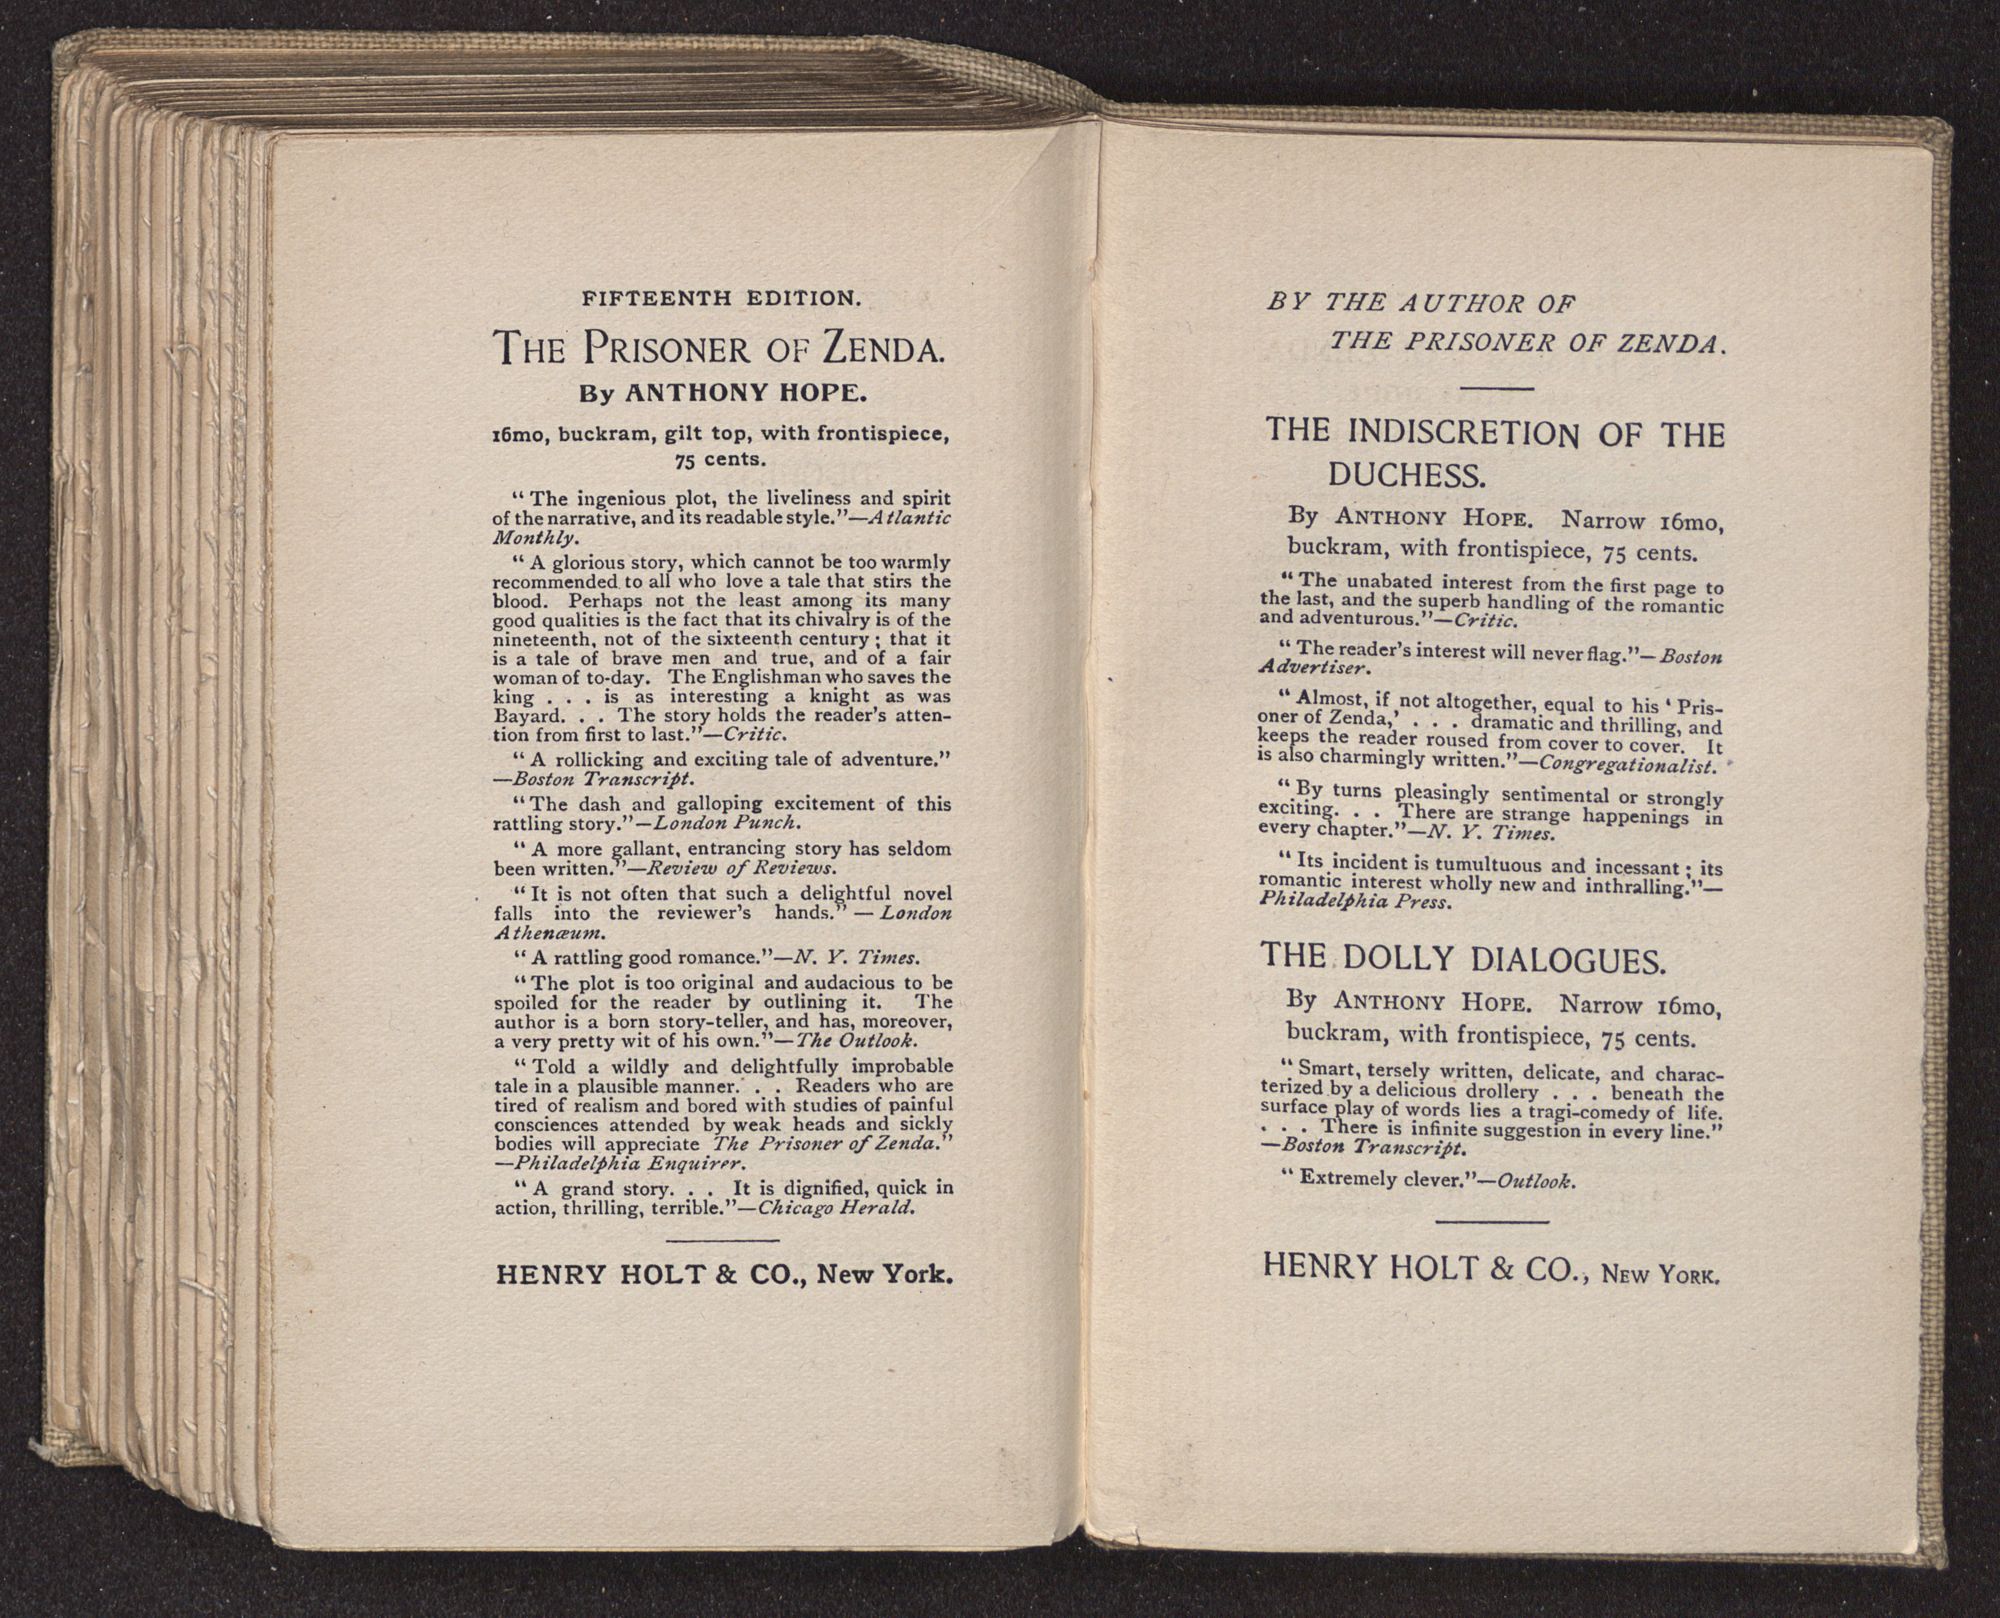 FIFTEENTH EDITION.
THE PRISONER OF ZENDA.
By ANTHONY HOPE.
16mo, buckram, gilt top, with frontispiece,
75 cents.
“The ingenious plot, the liveliness and spirit
of the narrative, and its readable style.”—Atlantic
Monthly.
“A glorious story, which cannot be too warmly
recommended to all who love a tale that stirs the
blood. Perhaps not the least among its many
good qualities is the fact that its chivalry is of the
nineteenth, not of the sixteenth century; that it
is a tale of brave men and true, and of a fair
woman of to-day. The Englishman who saves the
king . . . is as interesting a knight as was
Bayard. . . The story holds the reader’s atten-
tion from first to last.”—Critic.
“A rollicking and exciting tale of adventure.”
—Boston Transcript.
“The dash and galloping excitement of this
rattling story.”—London Punch.
“A more gallant, entrancing story has seldom
been written.”—Review of Reviews.
“It is not often that such a delightful novel
falls into the reviewer’s hands.”—London
Athenæum.
“A rattling good romance.”—N. Y. Times.
“The plot is too original and audacious to be
spoiled for the reader by outlining it. The
author is a born story-teller, and has, moreover,
a very pretty wit of his own.”—The Outlook.
“Told a wildly and delightfully improbable
tale in a plausible manner. . . Readers who are
tired of realism and bored with studies of painful
consciences attended by weak heads and sickly
bodies will appreciate The Prisoner of Zenda.”
—Philadelphia Enquirer.
“A grand story. . . It is dignified, quick in
action, thrilling, terrible.”—Chicago Herald.
HENRY HOLT & CO., New York.
BY THE AUTHOR OF
THE PRISONER OF ZENDA.
THE INDISCRETION OF THE
DUCHESS.
By ANTHONY HOPE. Narrow 16mo,
buckram, with frontispiece, 75 cents.
“The unabated interest from the first page to
the last, and the superb handling of the romantic
and adventurous.”—Critic.
“The reader’s interest will never flag.”—Boston
Advertiser.
“Almost, if not altogether, equal to his ‘Pris-
oner of Zenda,’ . . . dramatic and thrilling, and
keeps the reader roused from cover to cover. It
is also charmingly written.”—Congregationalist.
“By turns pleasingly sentimental or strongly
exciting. . . There are strange happenings in
every chapter.”—N. Y. Times.
“Its incident is tumultuous and incessant; its
romantic interest wholly new and inthralling.”—
Philadelphia Press.
THE DOLLY DIALOGUES.
By ANTHONY HOPE. Narrow 16mo,
buckram, with frontispiece, 75 cents.
“Smart, tersely written, delicate, and charac-
terized by a delicious drollery . . . beneath the
surface play of words lies a tragi-comedy of life.
. . . There is infinite suggestion in every line.”
—Boston Transcript.
“Extremely clever.”—Outlook.
HENRY HOLT & CO., NEW YORK.